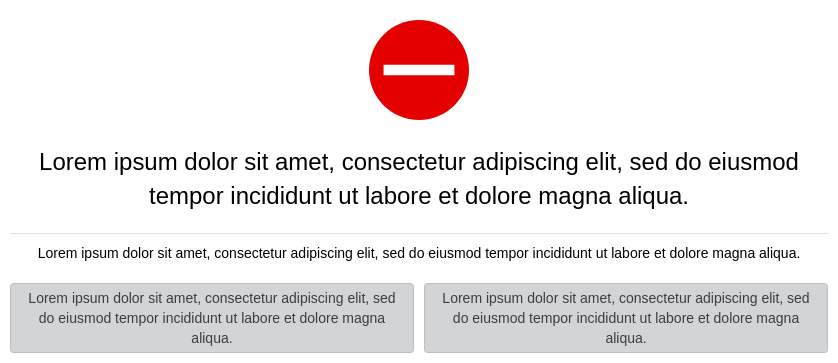 Lorem ipsum dolor sit amet, consectetur adipiscing elit, sed do eiusmod
tempor incididunt ut labore et dolore magna aliqua.
Lorem ipsum dolor sit amet, consectetur adipiscing elit, sed do eiusmod tempor incididunt ut labore et dolore magna aliqua.
Lorem ipsum dolor sit amet, consectetur adipiscing elit, sed
do eiusmod tempor incididunt ut labore et dolore magna
aliqua.
Lorem ipsum dolor sit amet, consectetur adipiscing elit, sed
do eiusmod tempor incididunt ut labore et dolore magna
aliqua.